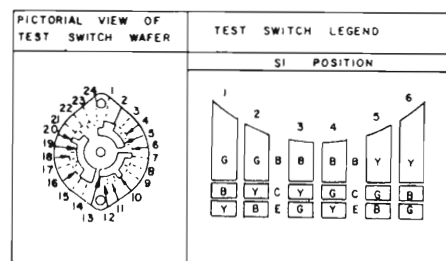 PICTORIAL VIEW OF
TEST SWITCH WAFER
TEST SWITCH LEGEND
S1 POSITION
24 1
23 2
22 3
21 4
20 5
19 6
18 7
17 8
16 9
15 10
14 11
13 12
1 2 3 4 5 6
G G B B B B Y Y
B Y C Y Y G C G B
Y B E G Y E B G